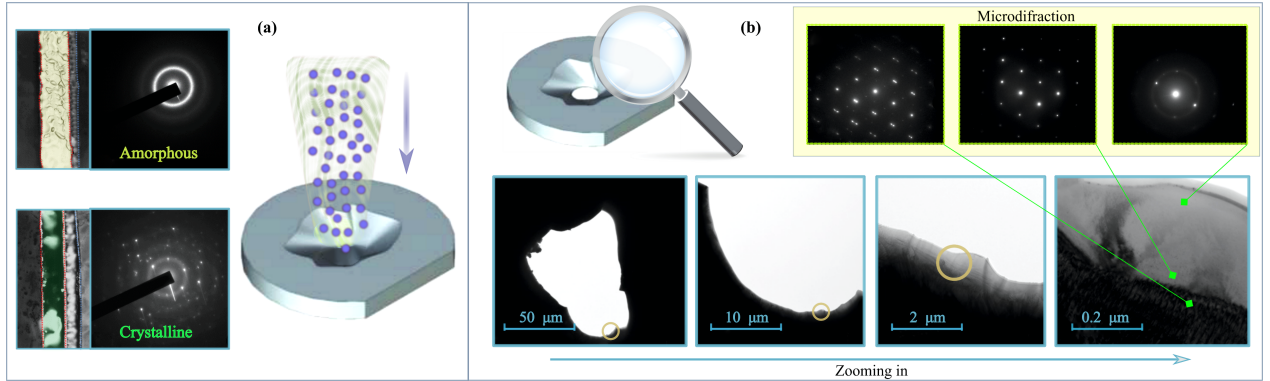 (a)
Amorphous
Crystalline
(b)
Microdifraction
50 μm
10 μm
2 μm
0.2 μm
Zooming in